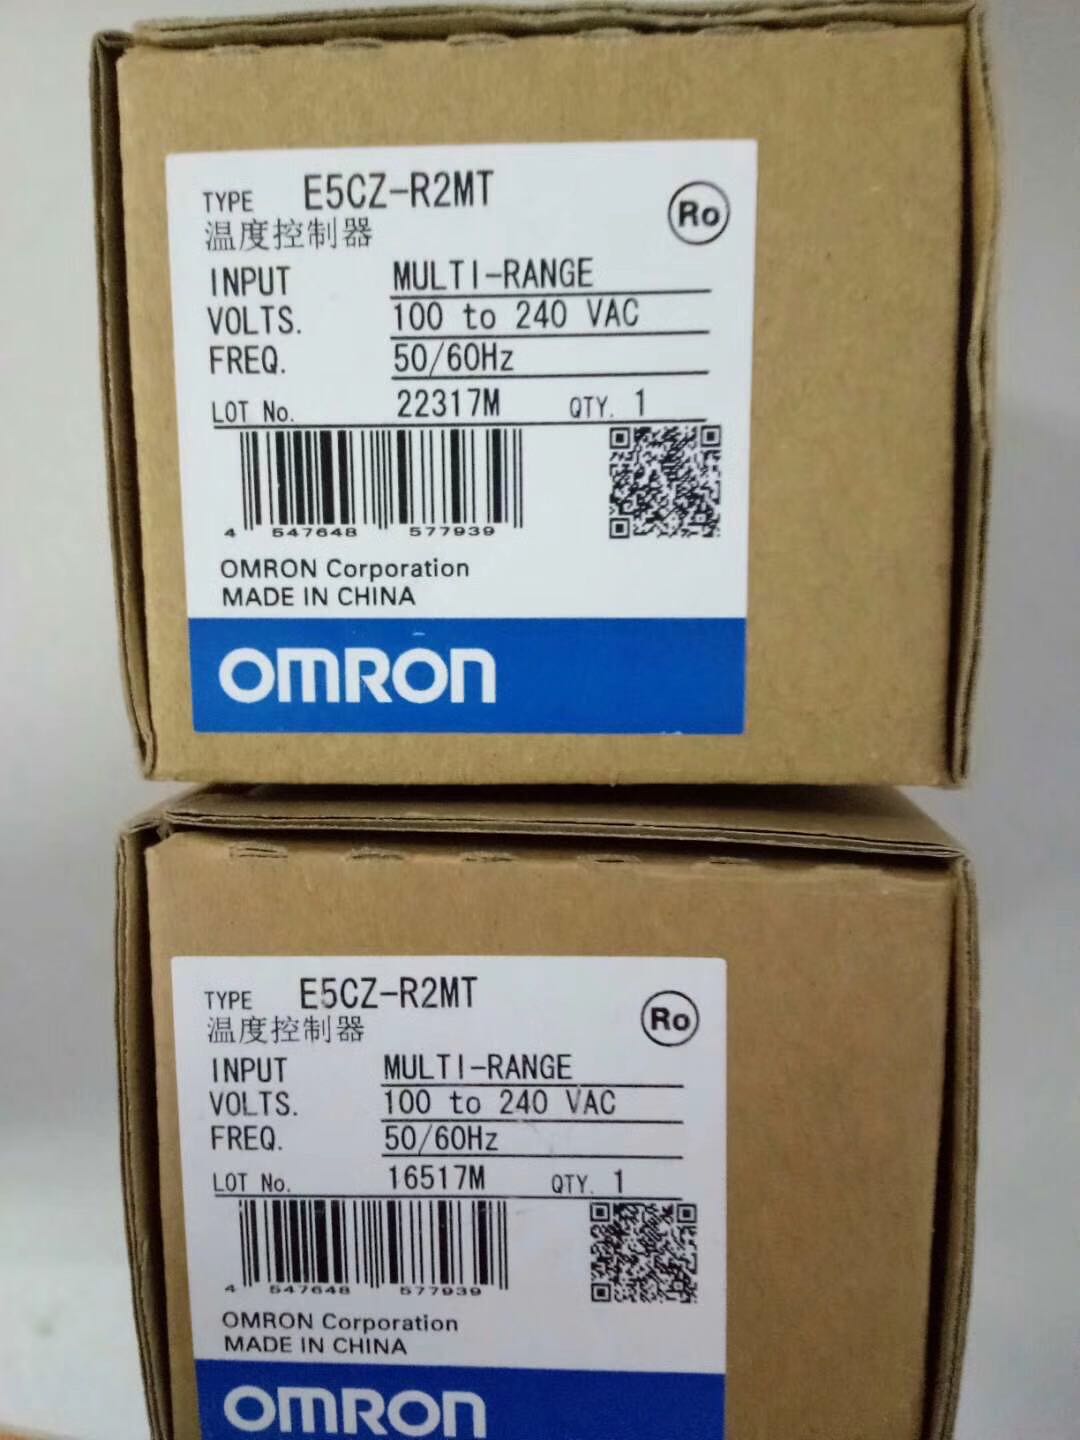 TYPE E5CZ-R2MT
Ro
温度控制器
INPUT MULTI-RANGE
VOLTS. 100 to 240 VAC
FREQ. 50/60Hz
LOT No. 22317M QTY. 1
4 547648 577939
OMRON Corporation
MADE IN CHINA
OMRON
TYPE E5CZ-R2MT
Ro
温度控制器
INPUT MULTI-RANGE
VOLTS. 100 to 240 VAC
FREQ. 50/60Hz
LOT No. 16517M QTY. 1
4 547648 577939
OMRON Corporation
MADE IN CHINA
OMRON